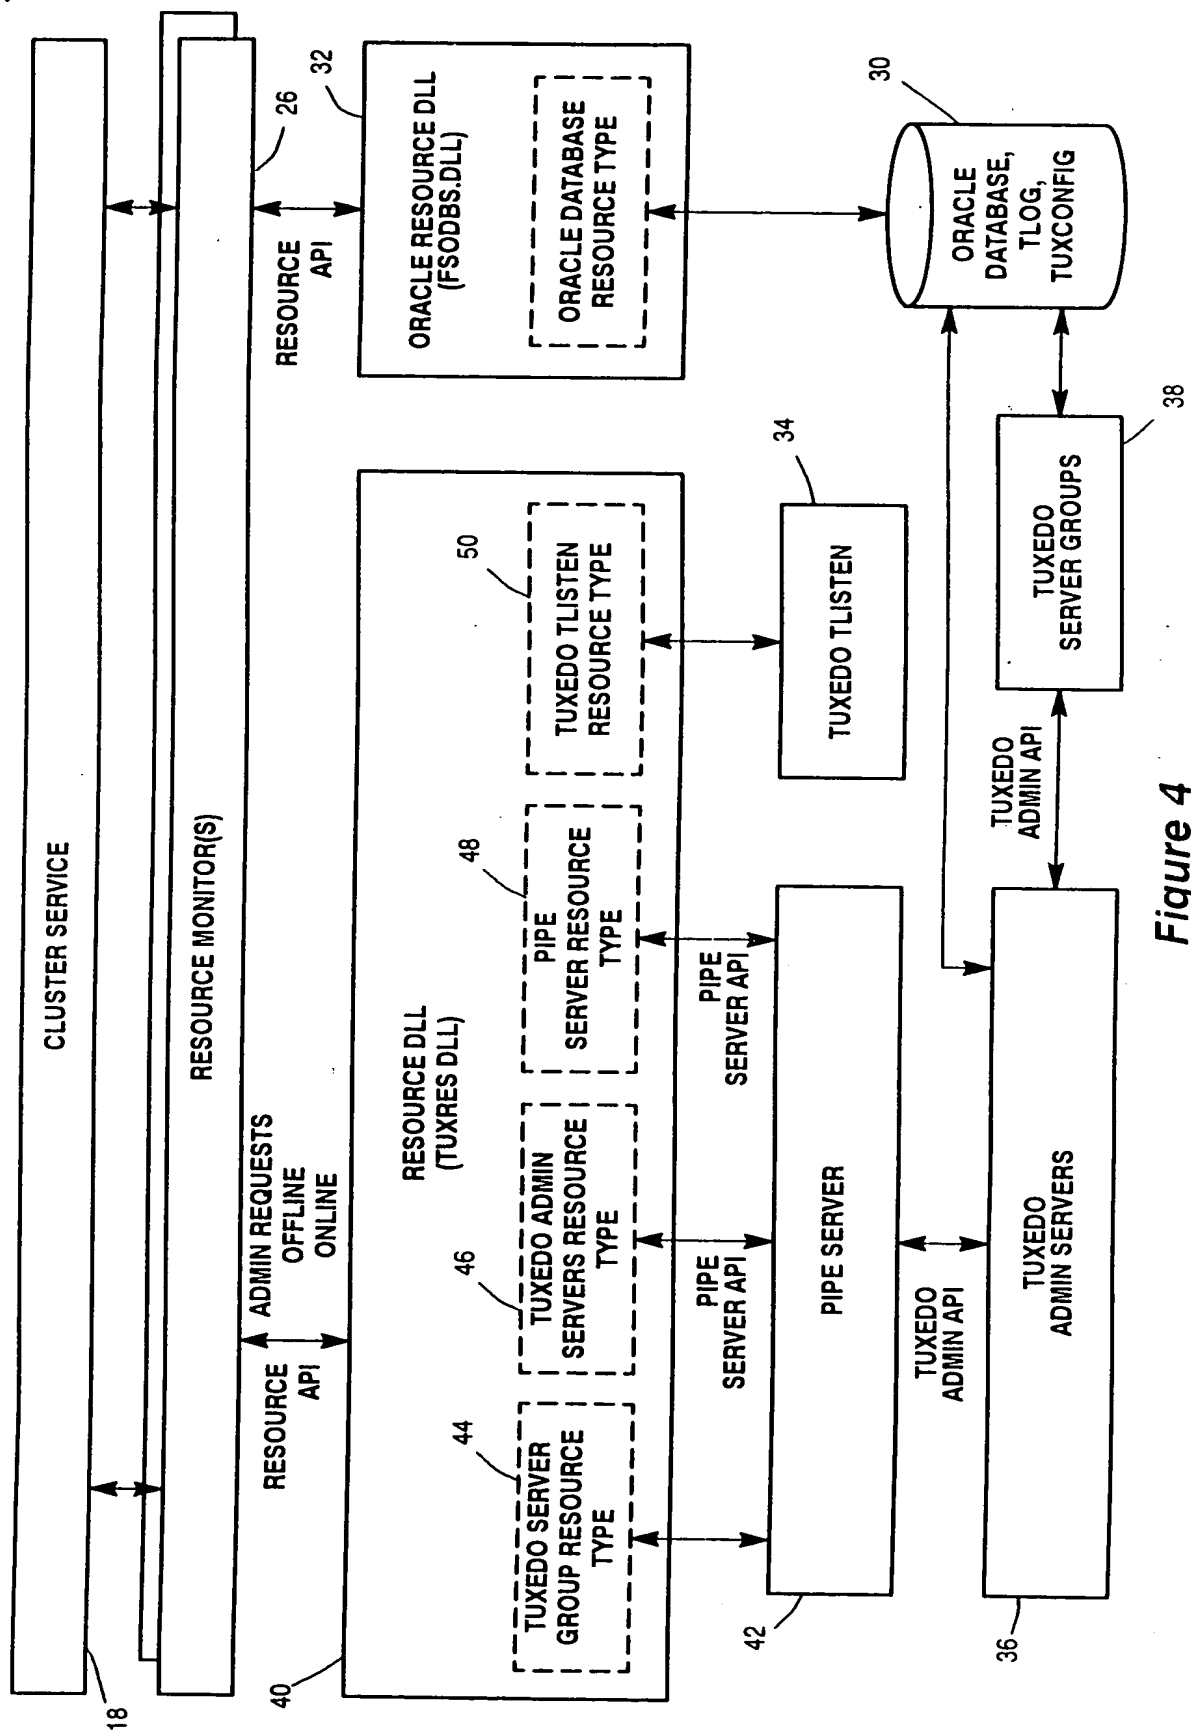 CLUSTER SERVICE
18
RESOURCE MONITOR(S)
26
RESOURCE
API
ADMIN REQUESTS
OFFLINE
ONLINE
RESOURCE
API
40
RESOURCE DLL
(TUXRES DLL)
44
TUXEDO SERVER
GROUP RESOURCE
TYPE
46
TUXEDO ADMIN
SERVERS RESOURCE
TYPE
48
PIPE
SERVER RESOURCE
TYPE
50
TUXEDO TLISTEN
RESOURCE TYPE
32
ORACLE RESOURCE DLL
(FSODBS.DLL)
ORACLE DATABASE
RESOURCE TYPE
PIPE
SERVER API
PIPE
SERVER API
42
PIPE SERVER
34
TUXEDO TLISTEN
30
ORACLE
DATABASE,
TLOG,
TUXCONFIG
TUXEDO
ADMIN API
36
TUXEDO
ADMIN SERVERS
TUXEDO
ADMIN API
TUXEDO
SERVER GROUPS
38
Figure 4